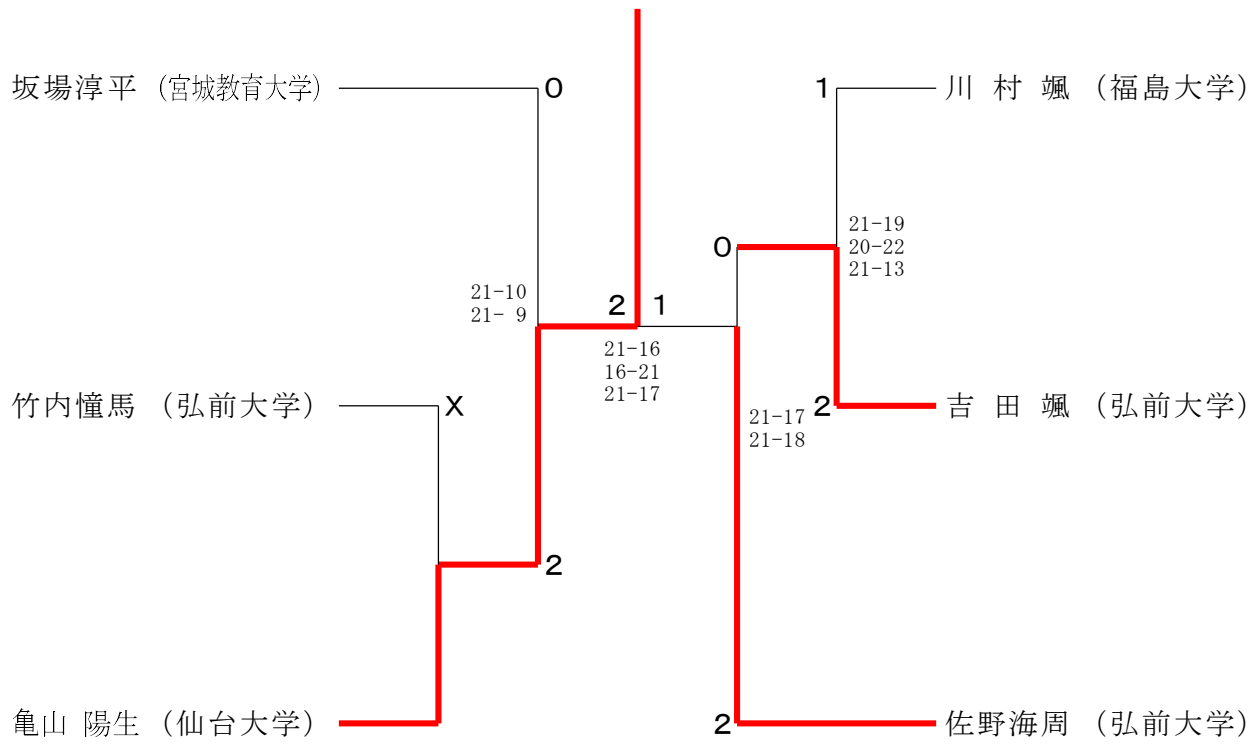 坂場淳平 (宮城教育大学)
0
1
川 村 颯 (福島大学)
21-19
20-22
21-13
0
21-10
21- 9
2
1
21-16
16-21
21-17
竹内憧馬 (弘前大学)
X
21-17
21-18
2
吉 田 颯 (弘前大学)
2
亀山 陽生 (仙台大学)
2
佐野海周 (弘前大学)